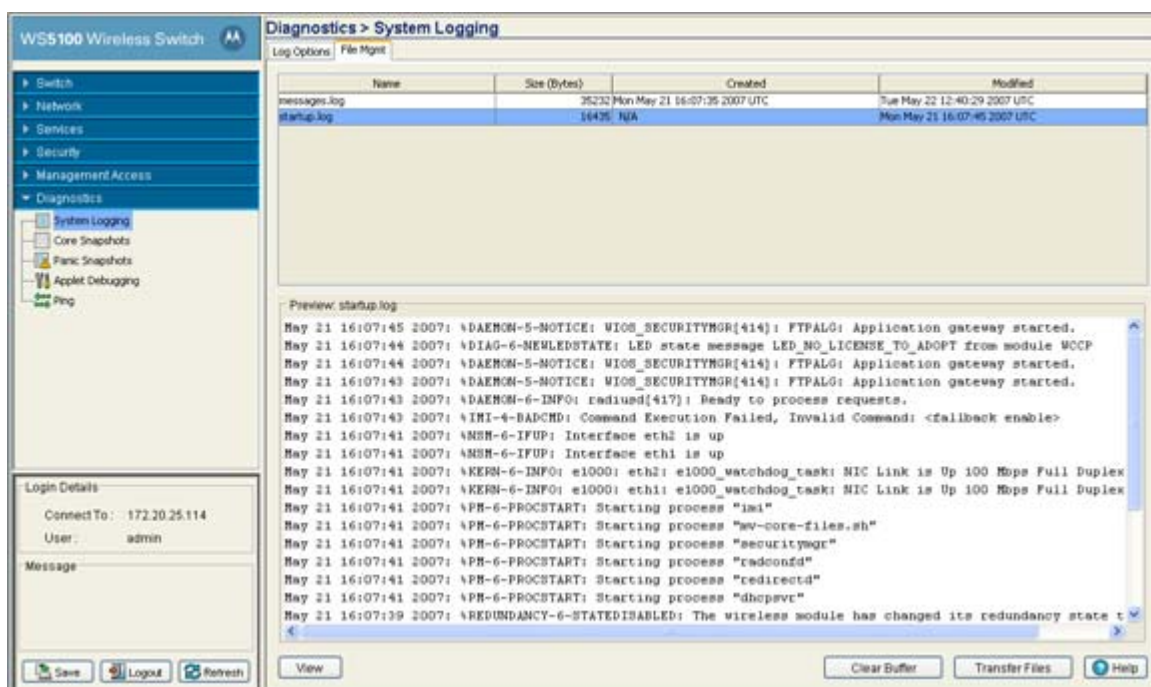 WS5100 Wireless Switch
Switch
Network
Services
Security
Management Access
Diagnostics
System Logging
Core Snapshots
Panic Snapshots
Applet Debugging
Ping
Login Details
Connect To : 172.20.25.114
User : admin
Message
Save Logout Refresh
Diagnostics > System Logging
Log Options File Mgmt
Name Size (Bytes) Created Modified
messages.log 35232 Mon May 21 16:07:35 2007 UTC Tue May 22 12:40:29 2007 UTC
startup.log 16435 N/A Mon May 21 16:07:45 2007 UTC
Preview: startup.log
May 21 16:07:45 2007: %DAEMON-5-NOTICE: WIOS_SECURITYMGR[414]: FTPALG: Application gateway started.
May 21 16:07:44 2007: %DIAG-6-NEWLEDSTATE: LED state message LED_NO_LICENSE_TO_ADOPT from module WCCP
May 21 16:07:44 2007: %DAEMON-5-NOTICE: WIOS_SECURITYMGR[414]: FTPALG: Application gateway started.
May 21 16:07:43 2007: %DAEMON-5-NOTICE: WIOS_SECURITYMGR[414]: FTPALG: Application gateway started.
May 21 16:07:43 2007: %DAEMON-6-INFO: radiusd[417]: Ready to process requests.
May 21 16:07:43 2007: %IMI-4-BADCMD: Command Execution Failed, Invalid Command: <fallback enable>
May 21 16:07:41 2007: %NSM-6-IFUP: Interface eth2 is up
May 21 16:07:41 2007: %NSM-6-IFUP: Interface eth1 is up
May 21 16:07:41 2007: %KERN-6-INFO: e1000: eth2: e1000_watchdog_task: NIC Link is Up 100 Mbps Full Duplex
May 21 16:07:41 2007: %KERN-6-INFO: e1000: eth1: e1000_watchdog_task: NIC Link is Up 100 Mbps Full Duplex
May 21 16:07:41 2007: %PM-6-PROCSTART: Starting process "imi"
May 21 16:07:41 2007: %PM-6-PROCSTART: Starting process "mv-core-files.sh"
May 21 16:07:41 2007: %PM-6-PROCSTART: Starting process "securitymgr"
May 21 16:07:41 2007: %PM-6-PROCSTART: Starting process "radconfd"
May 21 16:07:41 2007: %PM-6-PROCSTART: Starting process "redirectd"
May 21 16:07:41 2007: %PM-6-PROCSTART: Starting process "dhcpsvr"
May 21 16:07:39 2007: %REDUNDANCY-6-STATEDISABLED: The wireless module has changed its redundancy state t
View Clear Buffer Transfer Files Help